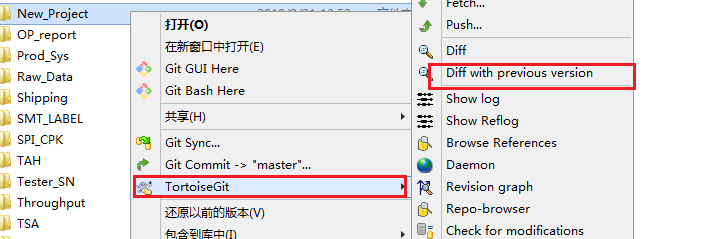 New_Project
OP_report
Prod_Sys
Raw_Data
Shipping
SMT_LABEL
SPI_CPK
TAH
Tester_SN
Throughput
TSA
打开(O)
在新窗口中打开(E)
Git GUI Here
Git Bash Here
共享(H)
Git Sync...
Git Commit -> "master"...
TortoiseGit
还原以前的版本(V)
包含到库中(I)
Fetch...
Push...
Diff
Diff with previous version
Show log
Show Reflog
Browse References
Daemon
Revision graph
Repo-browser
Check for modifications